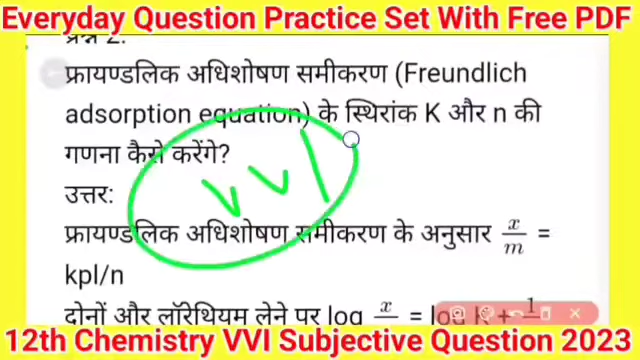 Everyday Question Practice Set With Free PDF
प्रश्न 2.
फ्रायण्डलिक अधिशोषण समीकरण (Freundlich
adsorption equation) के स्थिरांक K और n की
गणना कैसे करेंगे?
उत्तर:
फ्रायण्डलिक अधिशोषण समीकरण के अनुसार x/m =
kpl/n
दोनों और लॉरेथियम लेने पर log x = log K + 1
VVI
12th Chemistry VVI Subjective Question 2023